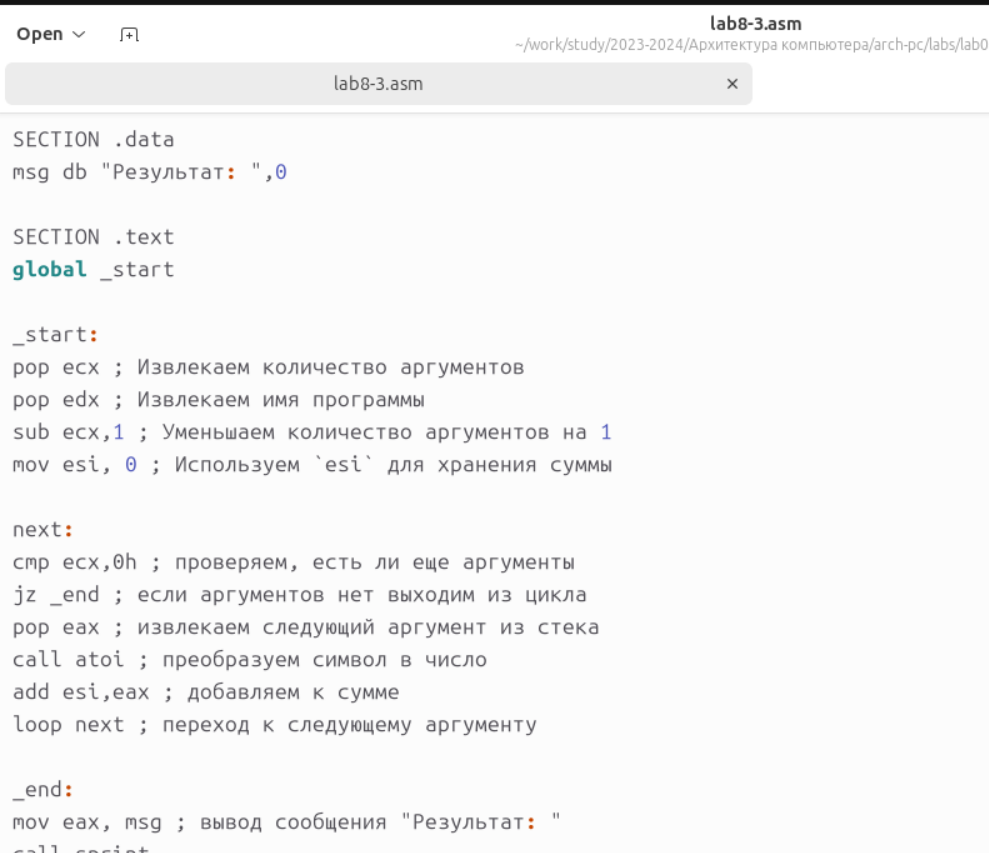 Open
lab8-3.asm
~/work/study/2023-2024/Архитектура компьютера/arch-pc/labs/lab0
lab8-3.asm
SECTION .data
msg db "Результат: ",0
SECTION .text
global _start
_start:
pop ecx ; Извлекаем количество аргументов
pop edx ; Извлекаем имя программы
sub ecx,1 ; Уменьшаем количество аргументов на 1
mov esi, 0 ; Используем `esi` для хранения суммы
next:
cmp ecx,0h ; проверяем, есть ли еще аргументы
jz _end ; если аргументов нет выходим из цикла
pop eax ; извлекаем следующий аргумент из стека
call atoi ; преобразуем символ в число
add esi,eax ; добавляем к сумме
loop next ; переход к следующему аргументу
_end:
mov eax, msg ; вывод сообщения "Результат: "
call sprint